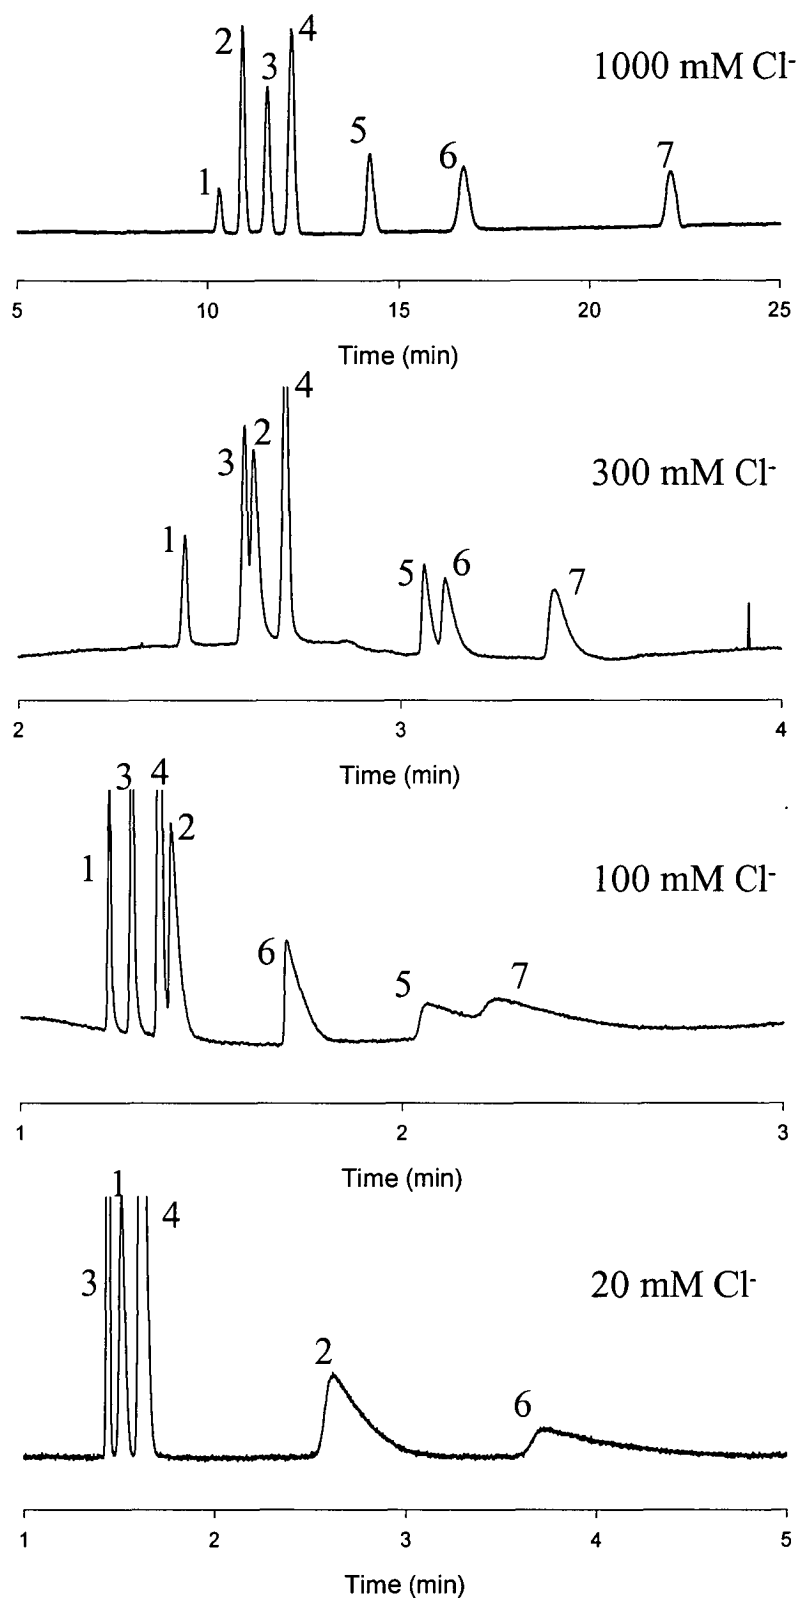 2 4
3
1000 mM Cl-
5
6 7
1
5 10 15 20 25
Time (min)
4
2
3
300 mM Cl-
1
5 6 7
2 3 4
Time (min)
3 4
2
1
100 mM Cl-
6
5 7
1 2 3
Time (min)
1
4
3
20 mM Cl-
2
6
1 2 3 4 5
Time (min)